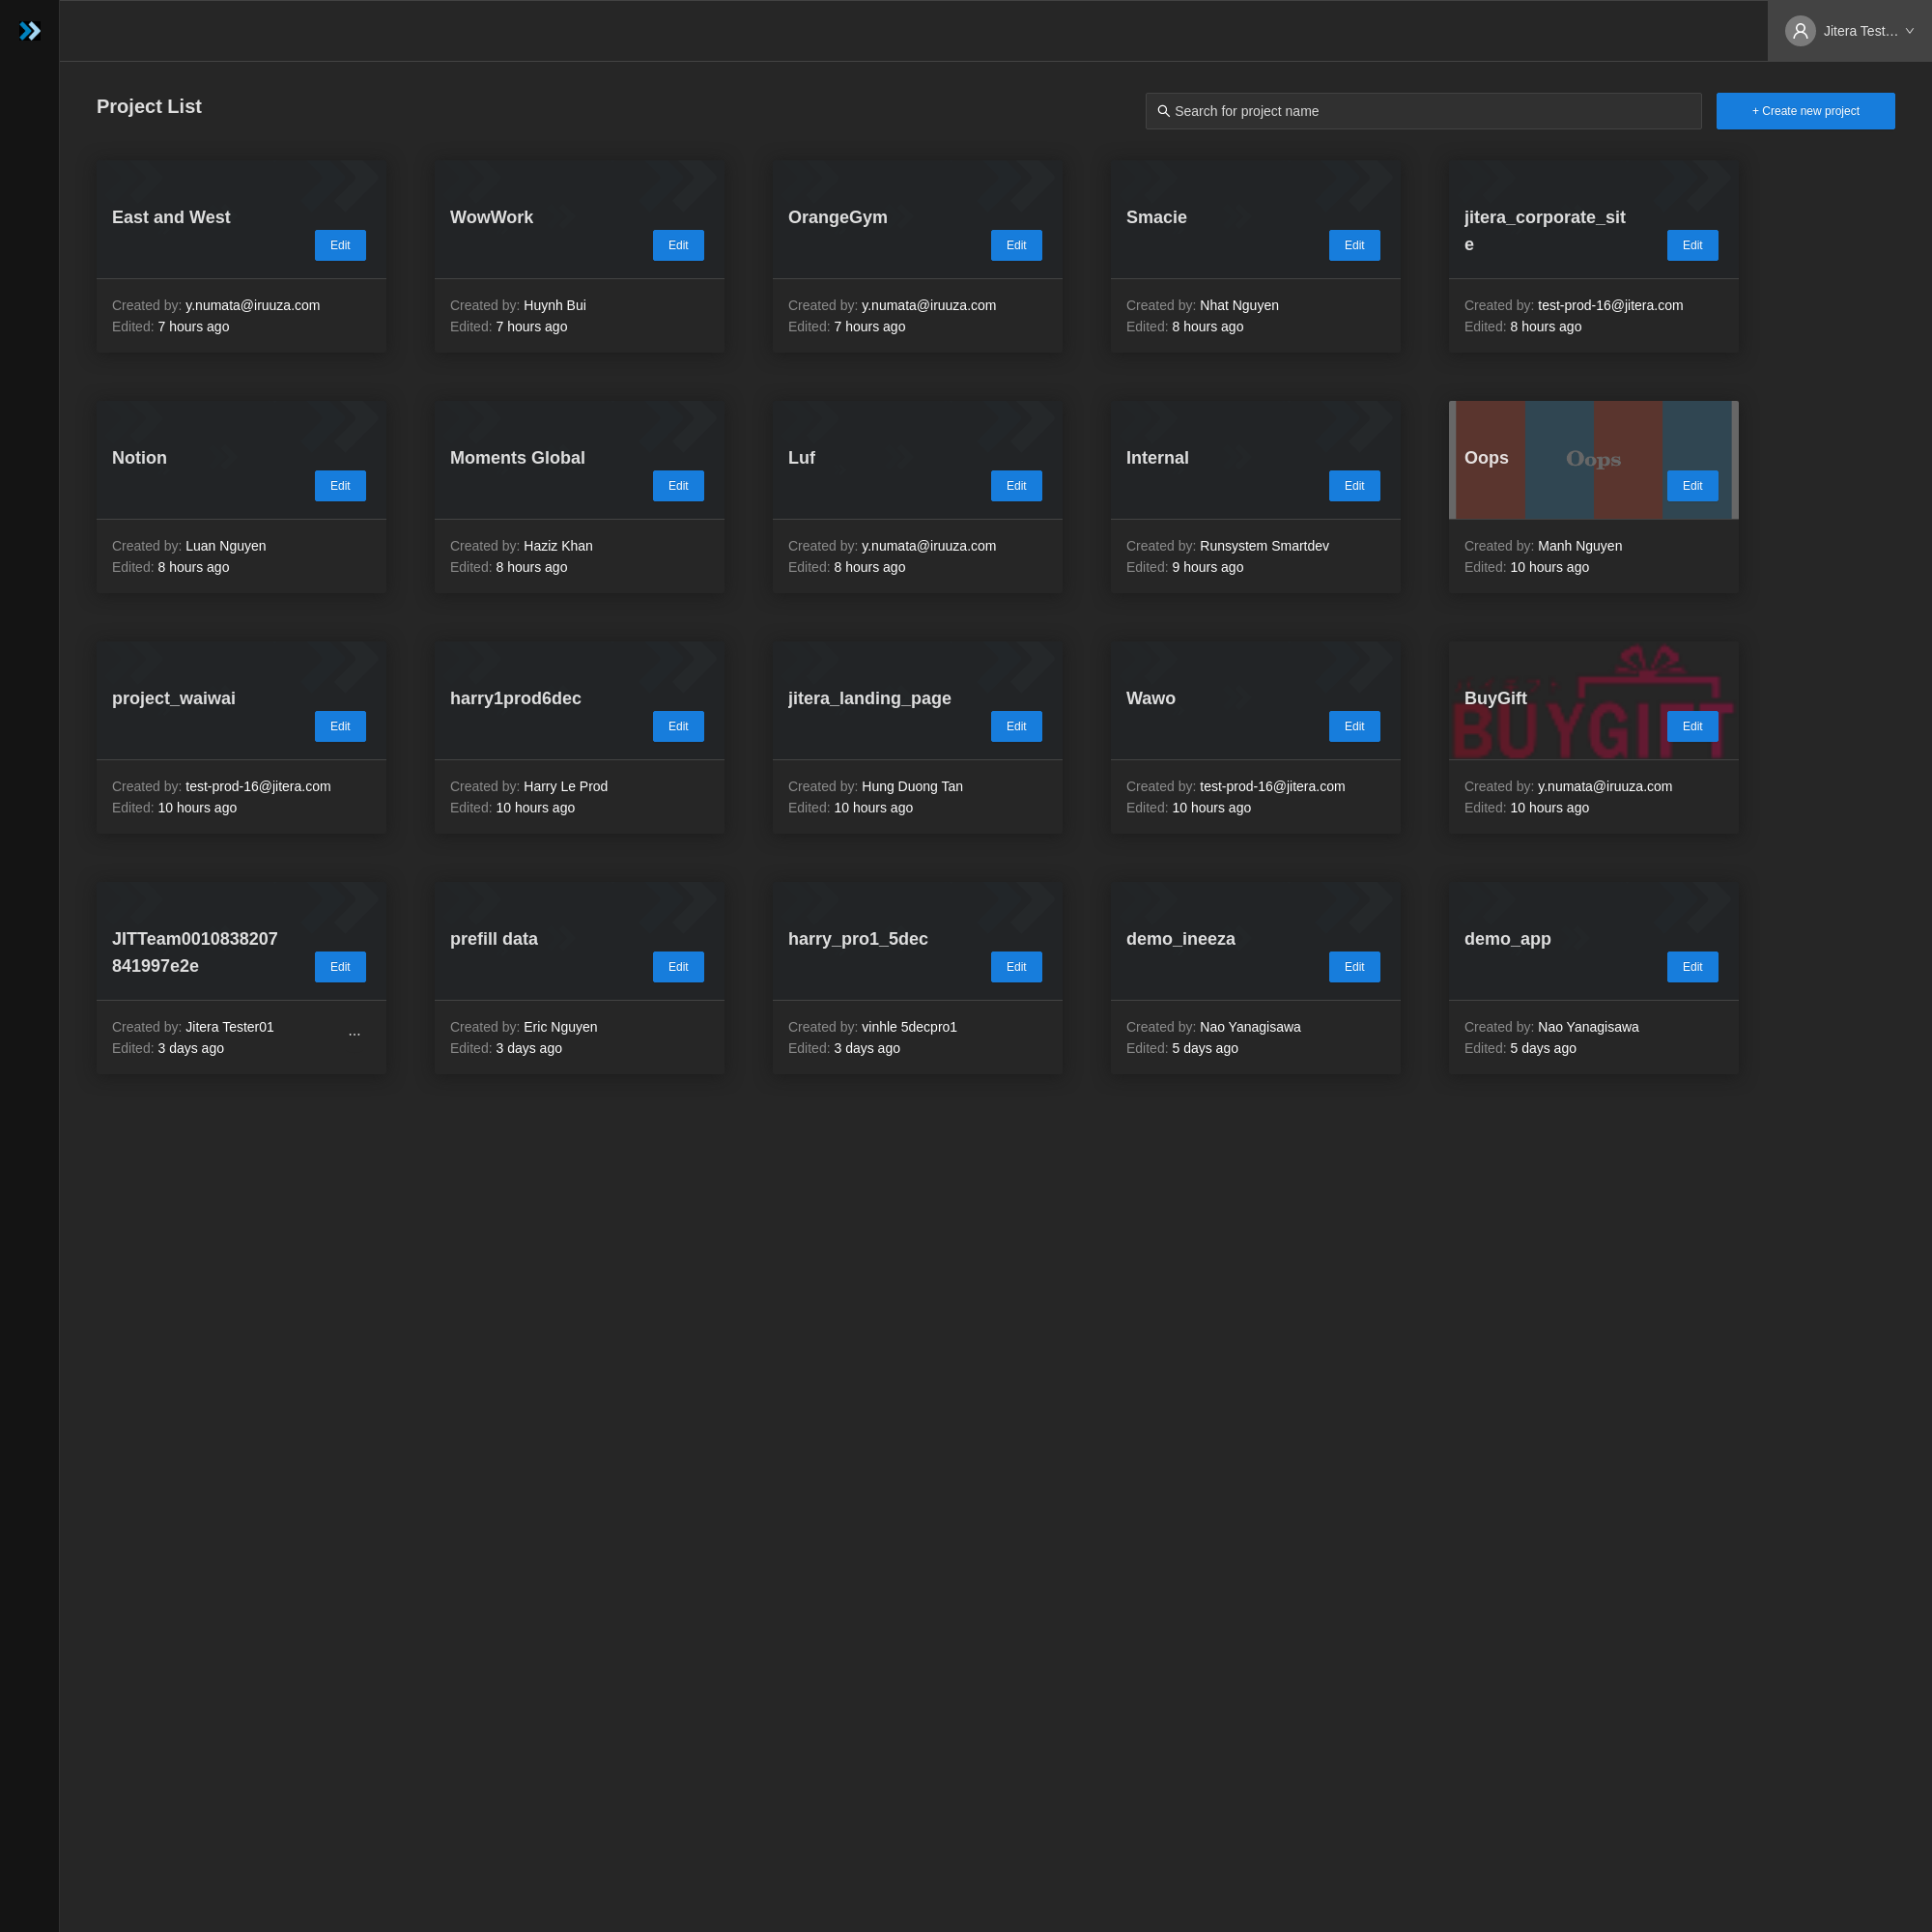 Jitera Test…
Project List
Search for project name
+ Create new project
East and West
Edit
Created by: y.numata@iruuza.com
Edited: 7 hours ago
WowWork
Edit
Created by: Huynh Bui
Edited: 7 hours ago
OrangeGym
Edit
Created by: y.numata@iruuza.com
Edited: 7 hours ago
Smacie
Edit
Created by: Nhat Nguyen
Edited: 8 hours ago
jitera_corporate_sit
e
Edit
Created by: test-prod-16@jitera.com
Edited: 8 hours ago
Notion
Edit
Created by: Luan Nguyen
Edited: 8 hours ago
Moments Global
Edit
Created by: Haziz Khan
Edited: 8 hours ago
Luf
Edit
Created by: y.numata@iruuza.com
Edited: 8 hours ago
Internal
Edit
Created by: Runsystem Smartdev
Edited: 9 hours ago
Oops
Oops
Edit
Created by: Manh Nguyen
Edited: 10 hours ago
project_waiwai
Edit
Created by: test-prod-16@jitera.com
Edited: 10 hours ago
harry1prod6dec
Edit
Created by: Harry Le Prod
Edited: 10 hours ago
jitera_landing_page
Edit
Created by: Hung Duong Tan
Edited: 10 hours ago
Wawo
Edit
Created by: test-prod-16@jitera.com
Edited: 10 hours ago
BuyGift
BUYGIFT
Edit
Created by: y.numata@iruuza.com
Edited: 10 hours ago
JITTeam0010838207
841997e2e
Edit
Created by: Jitera Tester01
...
Edited: 3 days ago
prefill data
Edit
Created by: Eric Nguyen
Edited: 3 days ago
harry_pro1_5dec
Edit
Created by: vinhle 5decpro1
Edited: 3 days ago
demo_ineeza
Edit
Created by: Nao Yanagisawa
Edited: 5 days ago
demo_app
Edit
Created by: Nao Yanagisawa
Edited: 5 days ago